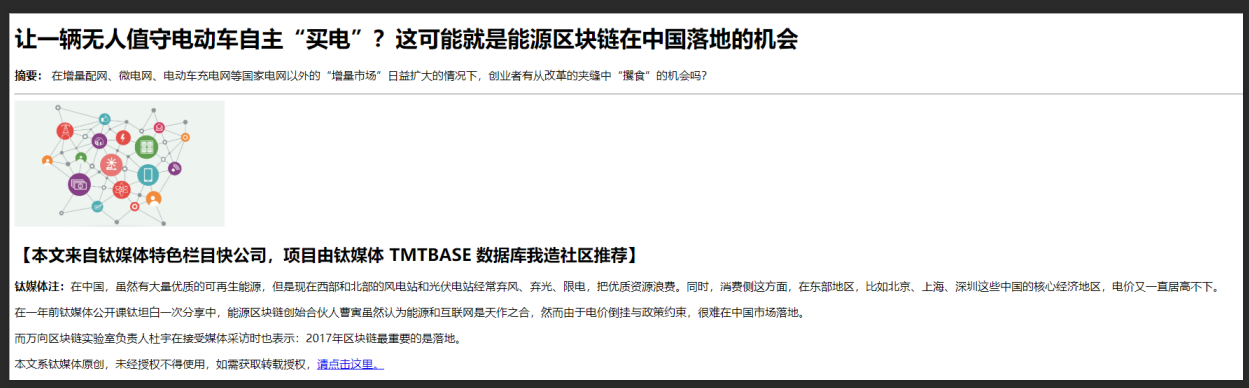 让一辆无人值守电动车自主“买电”？这可能就是能源区块链在中国落地的机会
摘要： 在增量配网、微电网、电动车充电网等国家电网以外的“增量市场”日益扩大的情况下，创业者有从改革的夹缝中“攫食”的机会吗？
【本文来自钛媒体特色栏目快公司，项目由钛媒体 TMTBASE 数据库我造社区推荐】
钛媒体注：在中国，虽然有大量优质的可再生能源，但是现在西部和北部的风电站和光伏电站经常弃风、弃光、限电，把优质资源浪费。同时，消费侧这方面，在东部地区，比如北京、上海、深圳这些中国的核心经济地区，电价又一直居高不下。
在一年前钛媒体公开课钛坦白一次分享中，能源区块链创始合伙人曹寅虽然认为能源和互联网是天作之合，然而由于电价倒挂与政策约束，很难在中国市场落地。
而万向区块链实验室负责人杜宇在接受媒体采访时也表示：2017年区块链最重要的是落地。
本文系钛媒体原创，未经授权不得使用，如需获取转载授权，请点击这里。